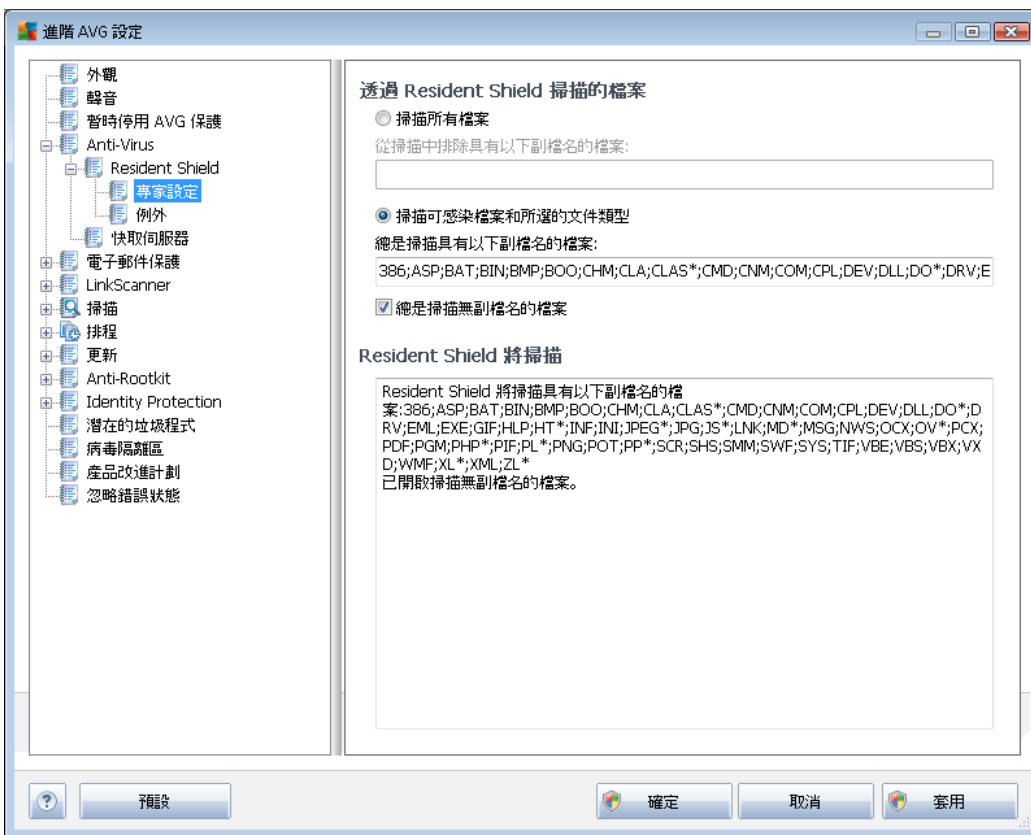 進階 AVG 設定
外觀
聲音
暫時停用 AVG 保護
Anti-Virus
Resident Shield
專家設定
例外
快取伺服器
電子郵件保護
LinkScanner
掃描
排程
更新
Anti-Rootkit
Identity Protection
潛在的垃圾程式
病毒隔離區
產品改進計劃
忽略錯誤狀態
透過 Resident Shield 掃描的檔案
掃描所有檔案
從掃描中排除具有以下副檔名的檔案:
掃描可感染檔案和所選的文件類型
總是掃描具有以下副檔名的檔案:
386;ASP;BAT;BIN;BMP;BOO;CHM;CLA;CLAS*;CMD;CNM;COM;CPL;DEV;DLL;DO*;DRV;E
總是掃描無副檔名的檔案
Resident Shield 將掃描
Resident Shield 將掃描具有以下副檔名的檔
案:386;ASP;BAT;BIN;BMP;BOO;CHM;CLA;CLAS*;CMD;CNM;COM;CPL;DEV;DLL;DO*;D
RV;EML;EXE;GIF;HLP;HT*;INF;INI;JPEG*;JPG;JS*;LNK;MD*;MSG;NWS;OCX;OV*;PCX;
PDF;PGM;PHP*;PIF;PL*;PNG;POT;PP*;SCR;SHS;SMM;SWF;SYS;TIF;VBE;VBS;VBX;VX
D;WMF;XL*;XML;ZL*
已開啟掃描無副檔名的檔案。
?
預設
確定
取消
套用